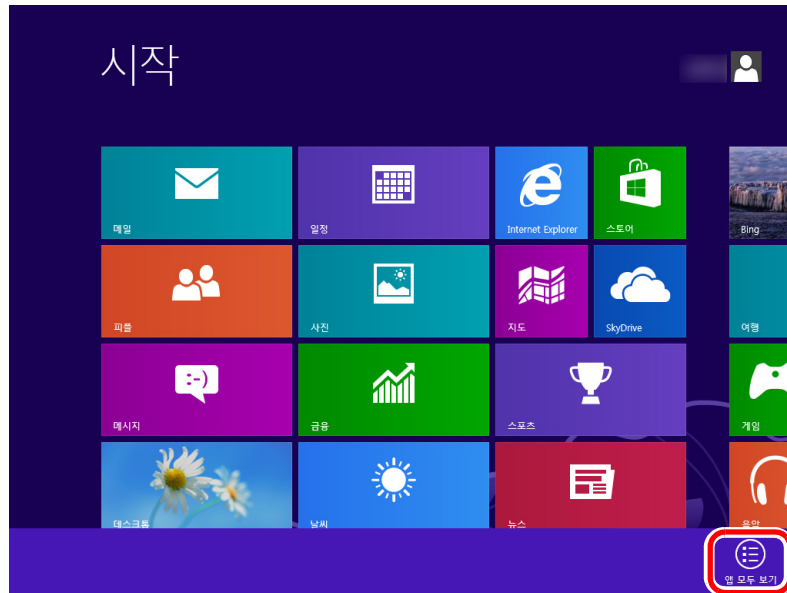 시작
메일
일정
Internet Explorer
스토어
Bing
피플
사진
지도
SkyDrive
여행
:-)
메시지
금융
스포츠
게임
데스크톱
날씨
뉴스
음악
앱 모두 보기